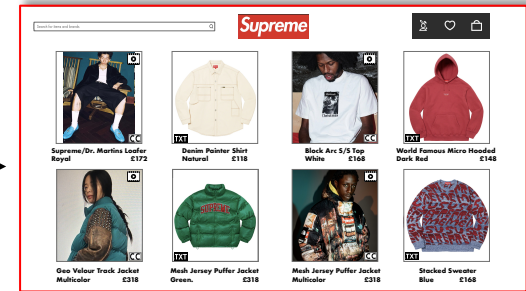 Search for items and brands
Supreme
CC
TXT
CC
TXT
Supreme/Dr. Martins Loafer
Royal £172
Denim Painter Shirt
Natural £118
Block Arc S/S Top
White £168
World Famous Micro Hooded
Dark Red £148
CC
SUPREME
TXT
CC
TXT
Geo Velour Track Jacket
Multicolor £318
Mesh Jersey Puffer Jacket
Green. £318
Mesh Jersey Puffer Jacket
Multicolor £318
Stacked Sweater
Blue £168